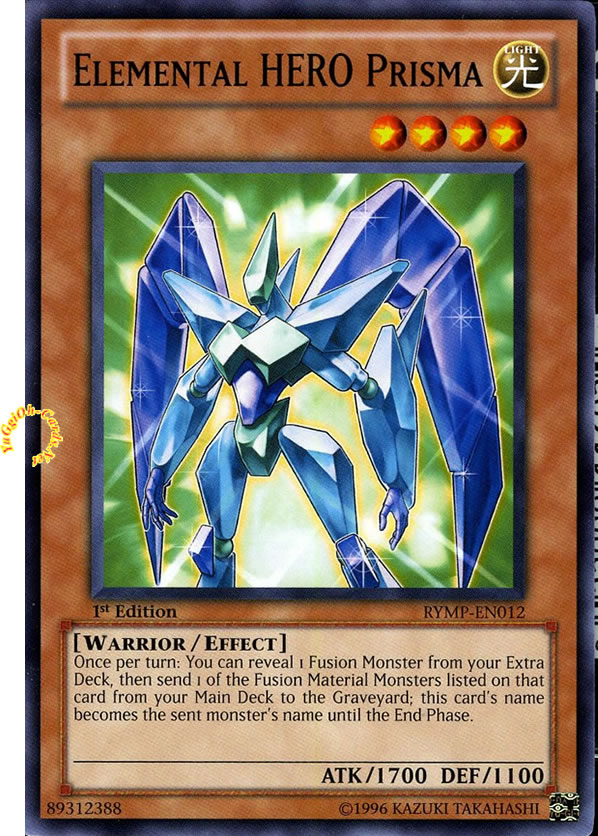 ELEMENTAL HERO PRISMA
LIGHT
光
1st Edition
RYMP-EN012
[WARRIOR / EFFECT]
Once per turn: You can reveal 1 Fusion Monster from your Extra
Deck, then send 1 of the Fusion Material Monsters listed on that
card from your Main Deck to the Graveyard; this card's name
becomes the sent monster's name until the End Phase.
ATK/1700 DEF/1100
89312388
©1996 KAZUKI TAKAHASHI